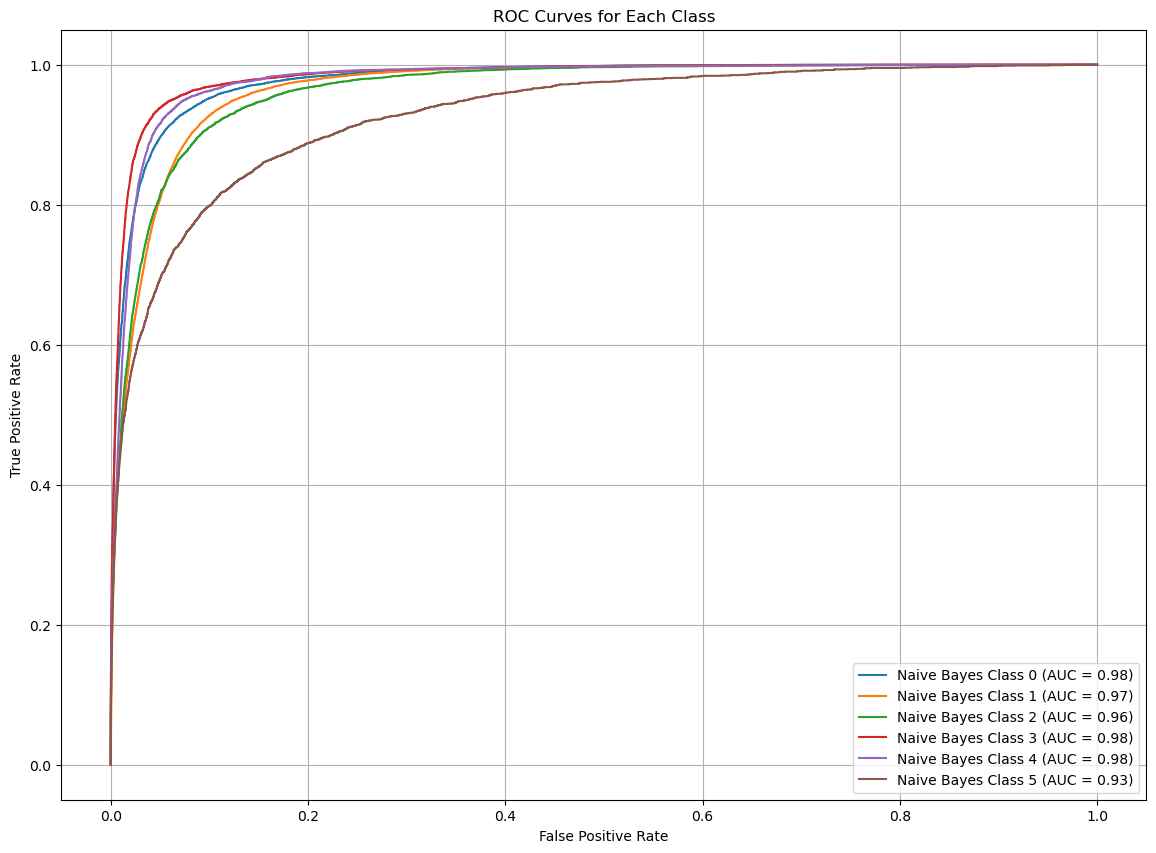 ROC Curves for Each Class
True Positive Rate
1.0
0.8
0.6
0.4
0.2
0.0
Naive Bayes Class 0 (AUC = 0.98)
Naive Bayes Class 1 (AUC = 0.97)
Naive Bayes Class 2 (AUC = 0.96)
Naive Bayes Class 3 (AUC = 0.98)
Naive Bayes Class 4 (AUC = 0.98)
Naive Bayes Class 5 (AUC = 0.93)
0.0 0.2 0.4 0.6 0.8 1.0
False Positive Rate